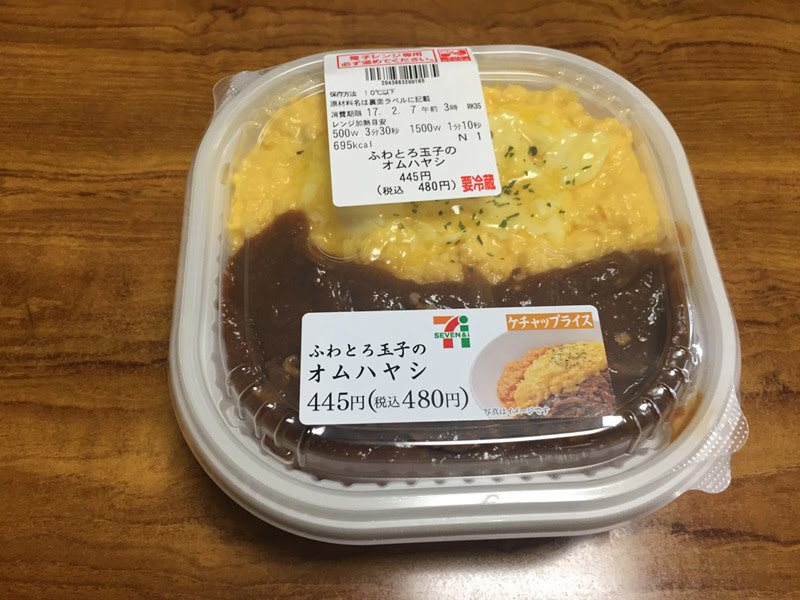 電子レンジ専用
必ず温めてください。
2043883200185
保存方法 10℃以下
原材料名は裏面ラベルに記載
消費期限 17. 2. 7 午前 3時 RK35
レンジ加熱目安
500W 3分30秒 1500W 1分10秒
695kcal N 1
ふわとろ玉子の
オムハヤシ
445円
(税込 480円)
要冷蔵
SEVEN&i
ケチャップライス
ふわとろ玉子の
オムハヤシ
445円(税込480円)
写真はイメージです